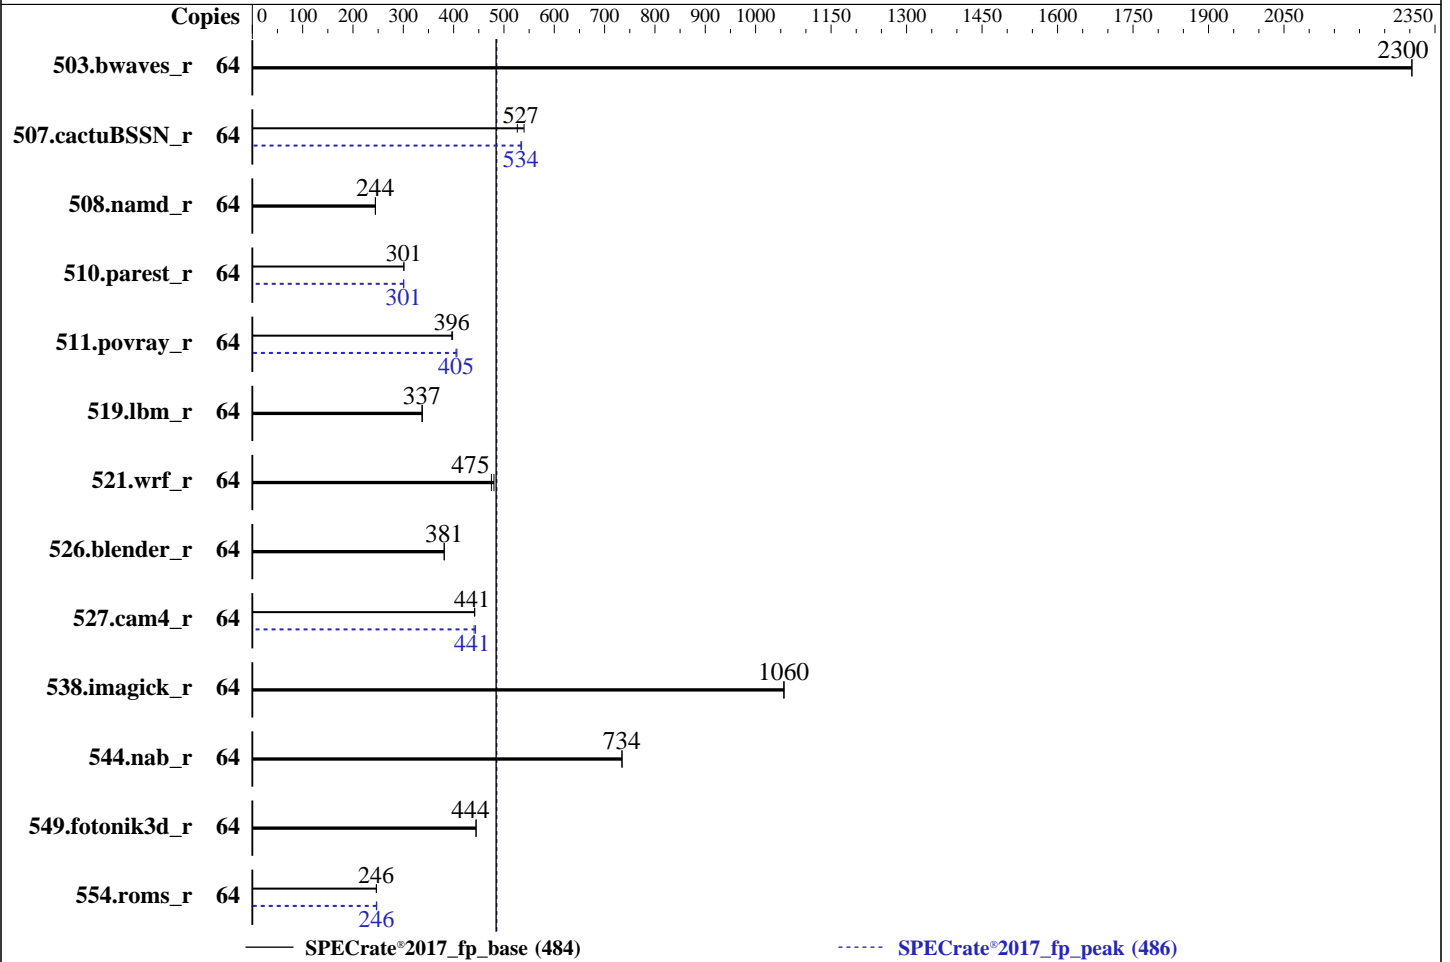 Copies 0 100 200 300 400 500 600 700 800 900 1000 1150 1300 1450 1600 1750 1900 2050 2350
503.bwaves_r 64 2300
507.cactuBSSN_r 64 527
534
508.namd_r 64 244
510.parest_r 64 301
301
511.povray_r 64 396
405
519.lbm_r 64 337
521.wrf_r 64 475
526.blender_r 64 381
527.cam4_r 64 441
441
538.imagick_r 64 1060
544.nab_r 64 734
549.fotonik3d_r 64 444
554.roms_r 64 246
246
SPECrate®2017_fp_base (484) SPECrate®2017_fp_peak (486)